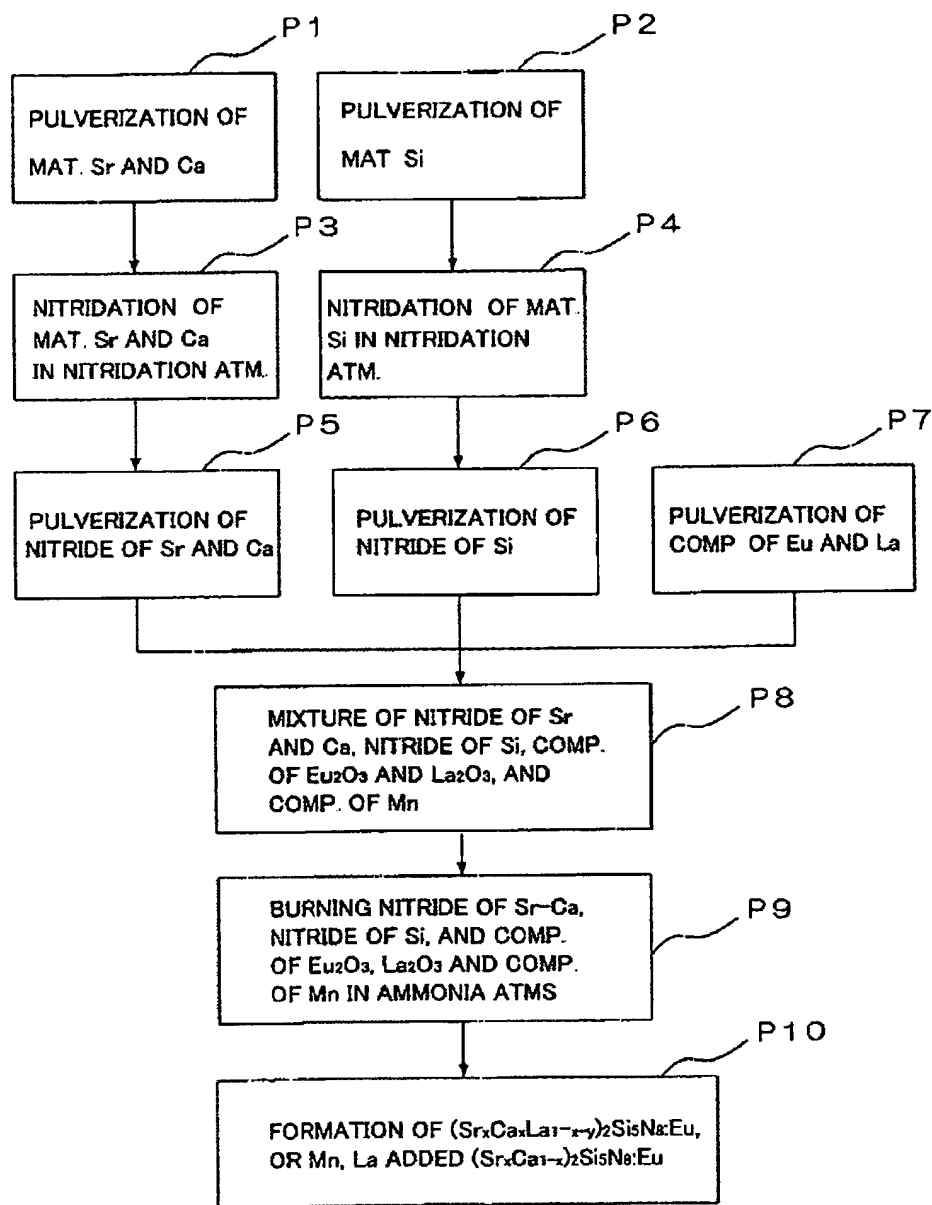 P1
P2
PULVERIZATION OF
MAT. Sr AND Ca
PULVERIZATION OF
MAT Si
P3
P4
NITRIDATION OF
MAT. Sr AND Ca
IN NITRIDATION ATM.
NITRIDATION OF MAT.
Si IN NITRIDATION
ATM.
P5
P6
P7
PULVERIZATION OF
NITRIDE OF Sr AND Ca
PULVERIZATION OF
NITRIDE OF Si
PULVERIZATION OF
COMP. OF Eu AND La
P8
MIXTURE OF NITRIDE OF Sr
AND Ca, NITRIDE OF Si, COMP.
OF Eu₂O₃ AND La₂O₃, AND
COMP. OF Mn
P9
BURNING NITRIDE OF Sr-Ca,
NITRIDE OF Si, AND COMP.
OF Eu₂O₃, La₂O₃ AND COMP.
OF Mn IN AMMONIA ATMS
P10
FORMATION OF (SrₓCaₓLa₁₋ₓ₋y)₂Si₅N₈:Eu,
OR Mn, La ADDED (SrₓCa₁₋ₓ)₂Si₅N₈:Eu